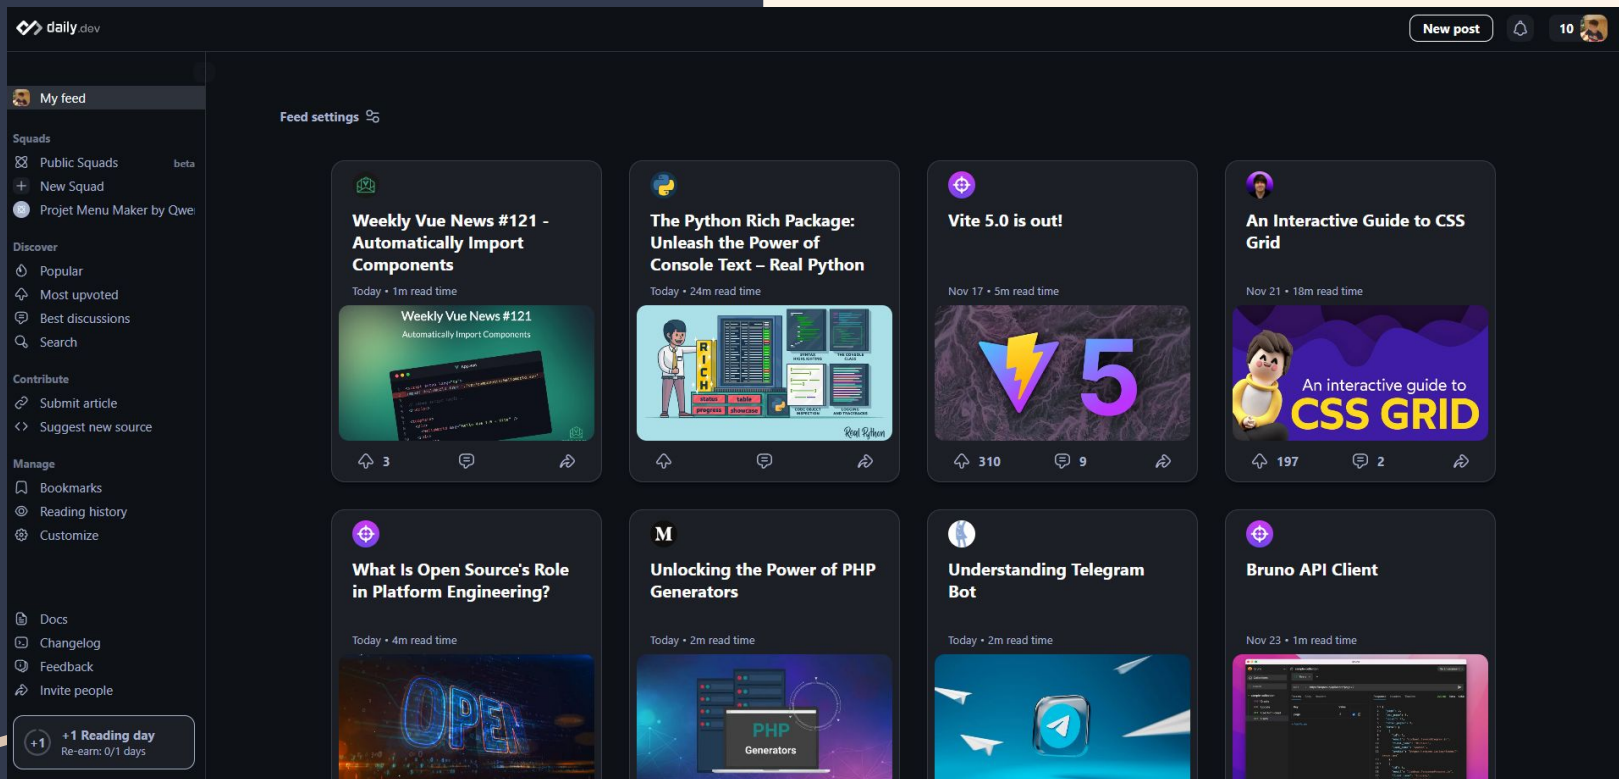 daily.dev
New post
10
My feed
Squads
Public Squads beta
New Squad
Projet Menu Maker by Qwe
Discover
Popular
Most upvoted
Best discussions
Search
Contribute
Submit article
Suggest new source
Manage
Bookmarks
Reading history
Customize
Docs
Changelog
Feedback
Invite people
+1
+1 Reading day
Re-earn: 0/1 days
Feed settings
Weekly Vue News #121 -
Automatically Import
Components
Today • 1m read time
Weekly Vue News #121
Automatically Import Components
3
The Python Rich Package:
Unleash the Power of
Console Text – Real Python
Today • 24m read time
RICH
status table
progress showcase
Real Python
Vite 5.0 is out!
Nov 17 • 5m read time
5
310 9
An Interactive Guide to CSS
Grid
Nov 21 • 18m read time
An interactive guide to
CSS GRID
197 2
What Is Open Source's Role
in Platform Engineering?
Today • 4m read time
OPEN
M
Unlocking the Power of PHP
Generators
Today • 2m read time
PHP
Generators
Understanding Telegram
Bot
Today • 2m read time
Bruno API Client
Nov 23 • 1m read time